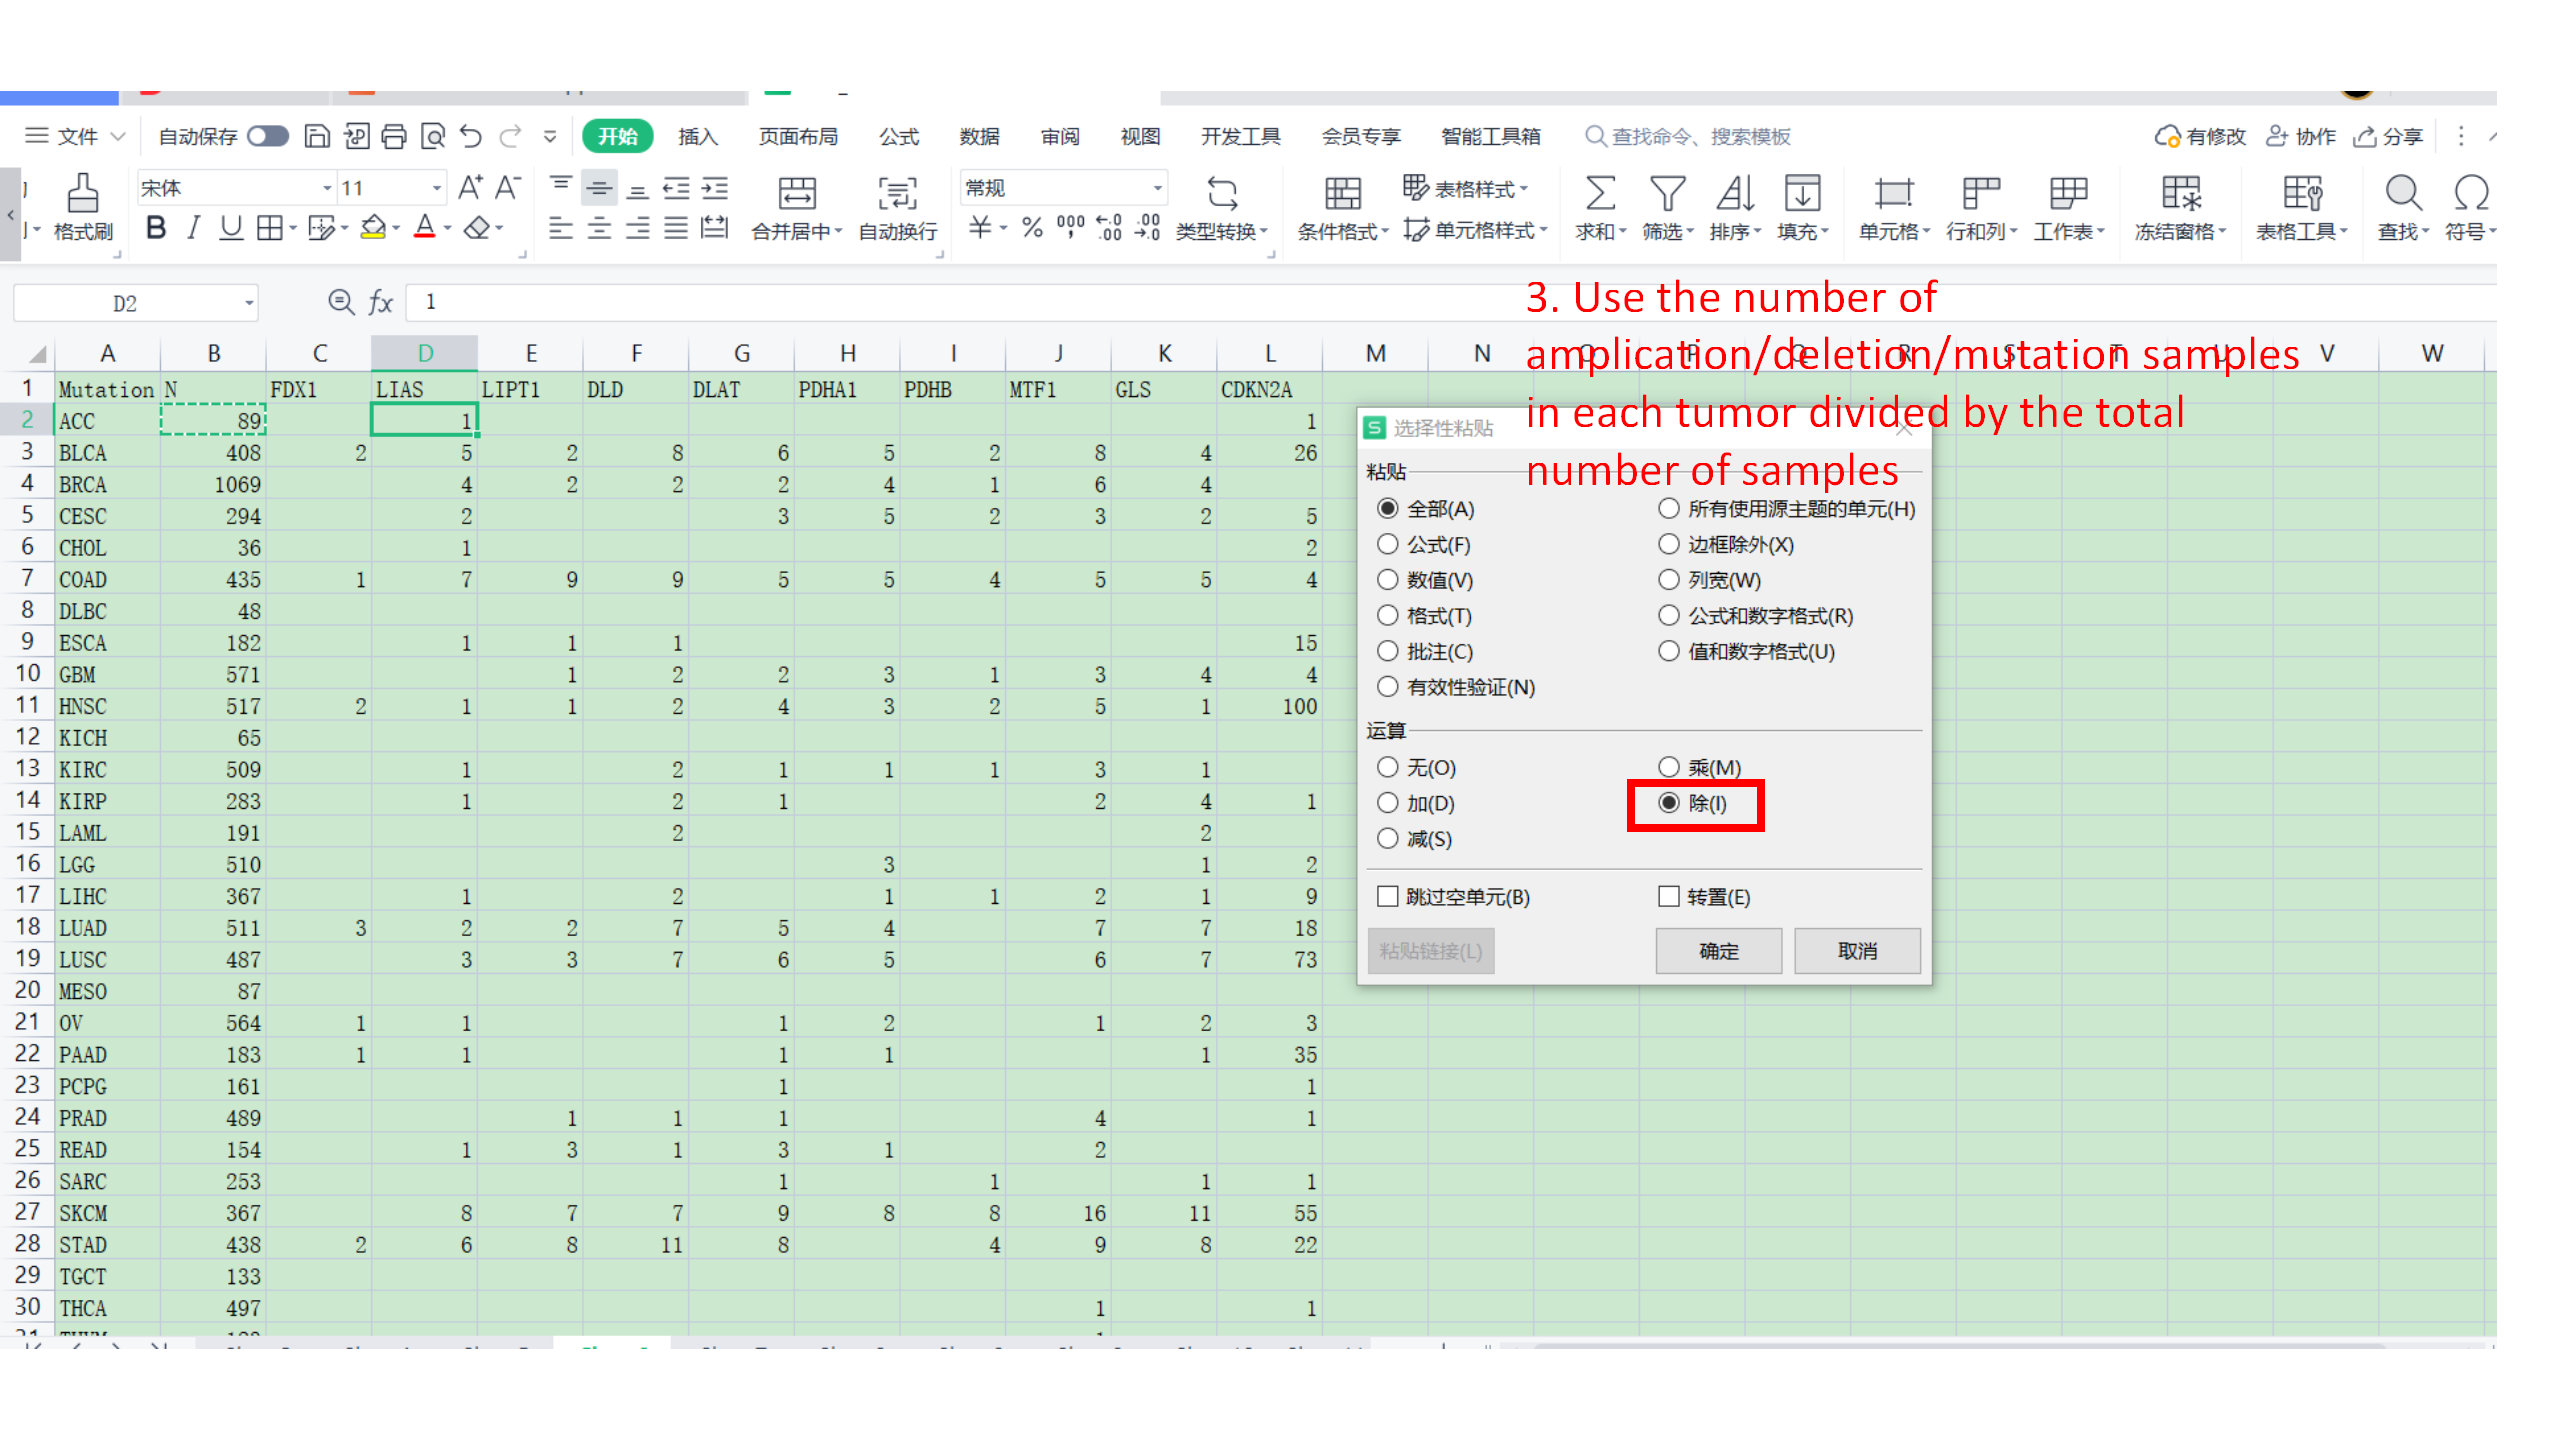 文件 自动保存 开始 插入 页面布局 公式 数据 审阅 视图 开发工具 会员专享 智能工具箱 查找命令、搜索模板 有修改 协作 分享
宋体 11 常规 表格样式
格式刷 B I U A 合并居中 自动换行 ¥ % 000 类型转换 条件格式 单元格样式 求和 筛选 排序 填充 单元格 行和列 工作表 冻结窗格 表格工具 查找 符号
D2 fx 1
3. Use the number of
amplication/deletion/mutation samples
in each tumor divided by the total
number of samples
A B C D E F G H I J K L M N O P Q R S T U V W
1 Mutation N FDX1 LIAS LIPT1 DLD DLAT PDHA1 PDHB MTF1 GLS CDKN2A
2 ACC 89 1 1
3 BLCA 408 2 5 2 8 6 5 2 8 4 26
4 BRCA 1069 4 2 2 2 4 1 6 4
5 CESC 294 2 3 5 2 3 2 5
6 CHOL 36 1 2
7 COAD 435 1 7 9 9 5 5 4 5 5 4
8 DLBC 48
9 ESCA 182 1 1 1 15
10 GBM 571 1 2 2 3 1 3 4 4
11 HNSC 517 2 1 1 2 4 3 2 5 1 100
12 KICH 65
13 KIRC 509 1 2 1 1 1 3 1
14 KIRP 283 1 2 1 2 4 1
15 LAML 191 2 2
16 LGG 510 3 1 2
17 LIHC 367 1 2 1 1 2 1 9
18 LUAD 511 3 2 2 7 5 4 7 7 18
19 LUSC 487 3 3 7 6 5 6 7 73
20 MESO 87
21 OV 564 1 1 1 2 1 2 3
22 PAAD 183 1 1 1 1 1 35
23 PCPG 161 1 1
24 PRAD 489 1 1 1 4 1
25 READ 154 1 3 1 3 1 2
26 SARC 253 1 1 1 1
27 SKCM 367 8 7 7 9 8 8 16 11 55
28 STAD 438 2 6 8 11 8 4 9 8 22
29 TGCT 133
30 THCA 497 1 1
选择性粘贴
粘贴
全部(A) 所有使用源主题的单元(H)
公式(F) 边框除外(X)
数值(V) 列宽(W)
格式(T) 公式和数字格式(R)
批注(C) 值和数字格式(U)
有效性验证(N)
运算
无(O) 乘(M)
加(D) 除(I)
减(S)
跳过空单元(B) 转置(E)
粘贴链接(L) 确定 取消